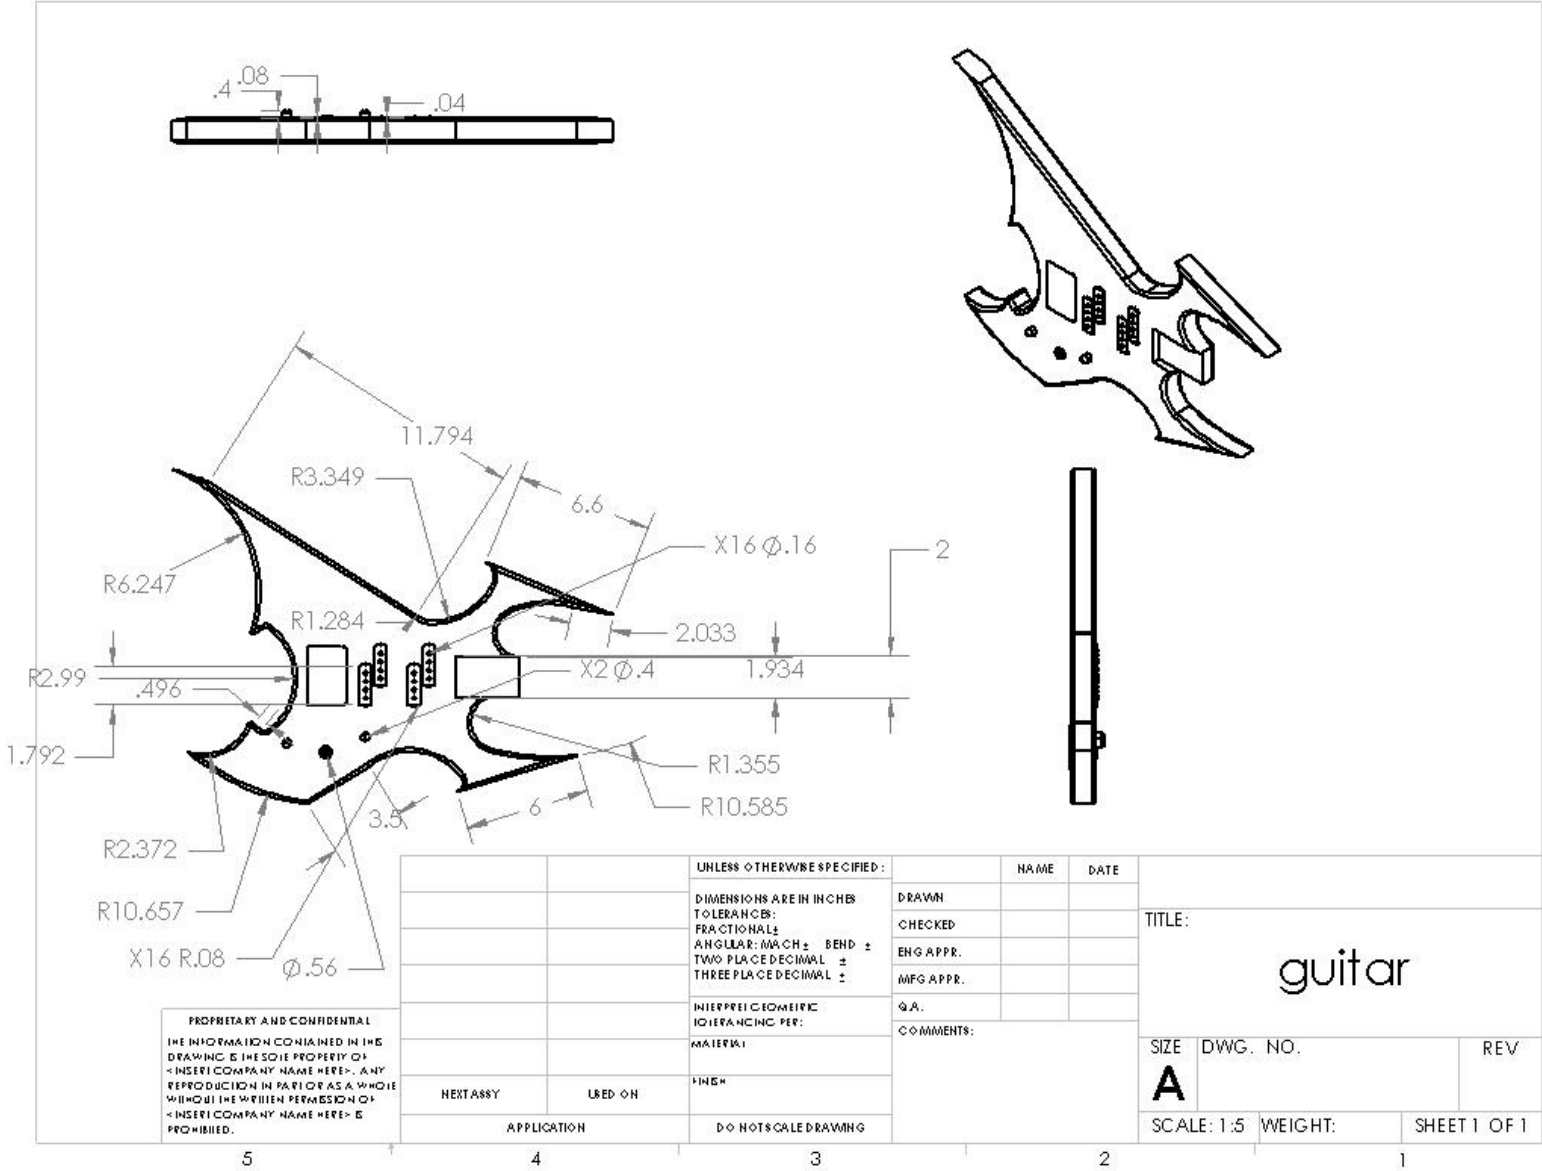 .08
.4
.04
11.794
R3.349
6.6
X16 Ø.16
2
R6.247
R1.284
2.033
R2.99
.496
X2 Ø.4
1.934
1.792
R1.355
R10.585
3.5
6
R2.372
R10.657
X16 R.08
Ø.56
UNLESS OTHERWISE SPECIFIED:
NAME
DATE
DIMENSIONS ARE IN INCHES
TOLERANCES:
FRACTIONAL±
ANGULAR: MACH± BEND ±
TWO PLACE DECIMAL ±
THREE PLACE DECIMAL ±
DRAWN
CHECKED
ENG APPR.
MFG APPR.
Q.A.
COMMENTS:
TITLE:
guitar
INTERPRET GEOMETRIC
TOLERANCING PER:
MATERIAL
FINISH
PROPRIETARY AND CONFIDENTIAL
THE INFORMATION CONTAINED IN THIS
DRAWING IS THE SOLE PROPERTY OF
<INSERT COMPANY NAME HERE>. ANY
REPRODUCTION IN PART OR AS A WHOLE
WITHOUT THE WRITTEN PERMISSION OF
<INSERT COMPANY NAME HERE> IS
PROHIBITED.
NEXT ASSY
USED ON
APPLICATION
DO NOT SCALE DRAWING
SIZE
DWG. NO.
REV
A
SCALE: 1:5
WEIGHT:
SHEET 1 OF 1
5
4
3
2
1